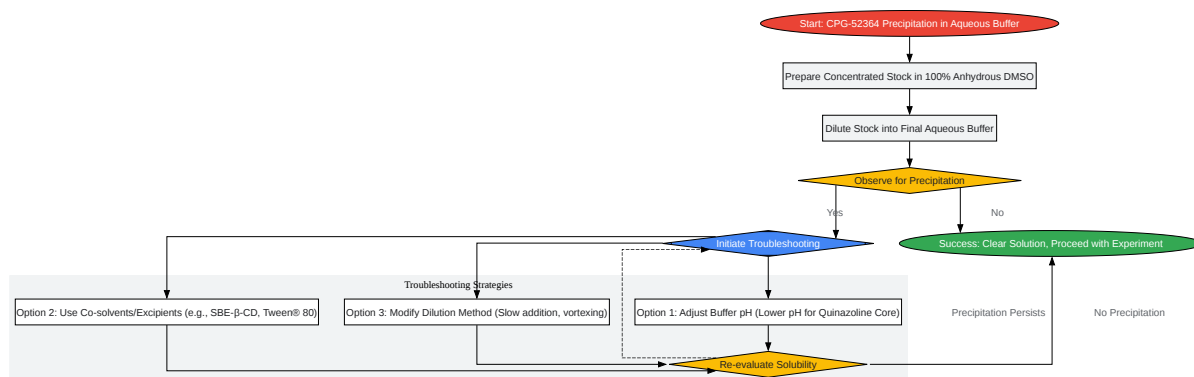 Start: CPG-52364 Precipitation in Aqueous Buffer
Prepare Concentrated Stock in 100% Anhydrous DMSO
Dilute Stock into Final Aqueous Buffer
Observe for Precipitation
Yes
No
Initiate Troubleshooting
Success: Clear Solution, Proceed with Experiment
Troubleshooting Strategies
Option 2: Use Co-solvents/Excipients (e.g., SBE-β-CD, Tween® 80)
Option 3: Modify Dilution Method (Slow addition, vortexing)
Option 1: Adjust Buffer pH (Lower pH for Quinazoline Core)
Precipitation Persists
No Precipitation
Re-evaluate Solubility